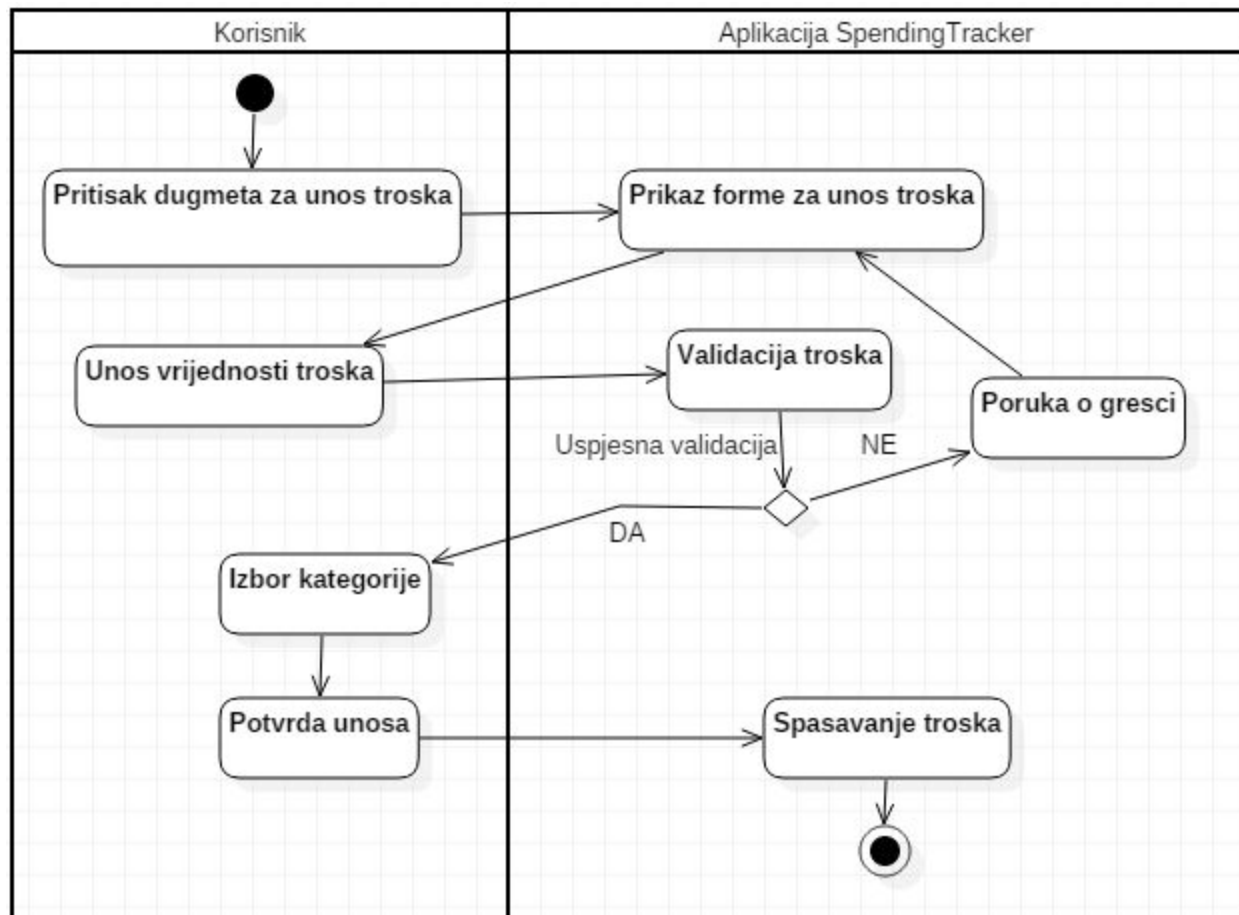 Korisnik
Aplikacija SpendingTracker
Pritisak dugmeta za unos troska
Prikaz forme za unos troska
Unos vrijednosti troska
Validacija troska
Poruka o gresci
Uspjesna validacija
NE
DA
Izbor kategorije
Potvrda unosa
Spasavanje troska